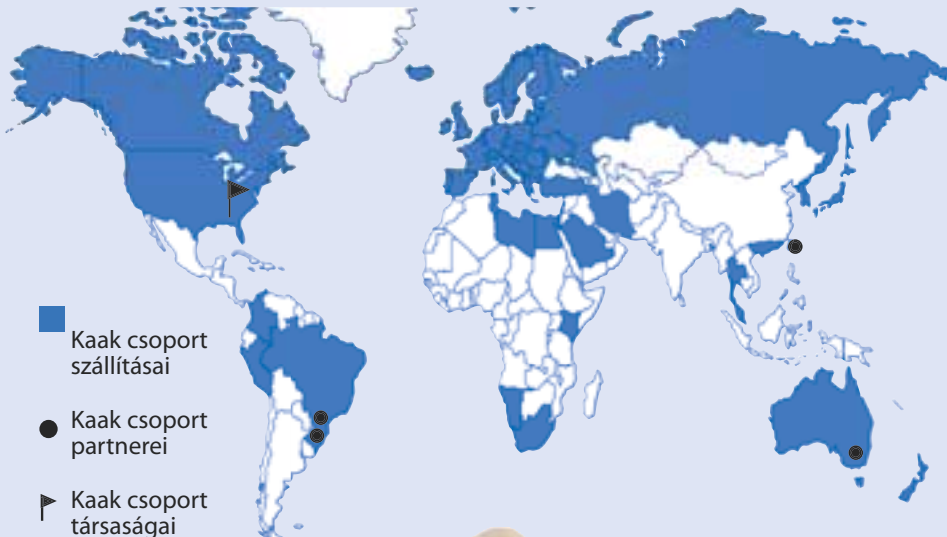 Kaak csoport
szállításai
Kaak csoport
partnerei
Kaak csoport
társaságai